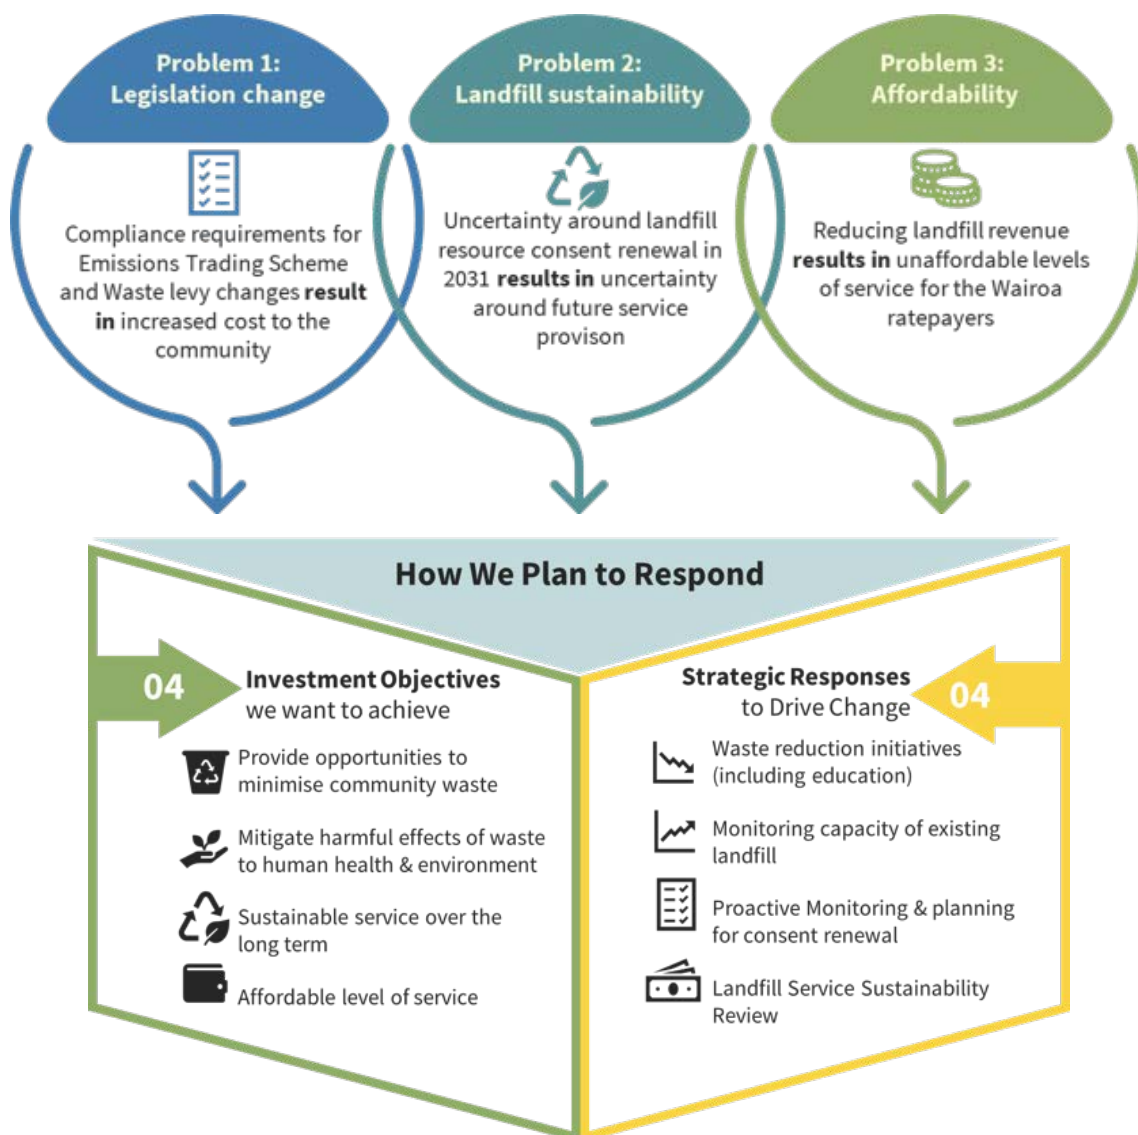 Problem 1:
Legislation change
Compliance requirements for
Emissions Trading Scheme
and Waste levy changes result
in increased cost to the
community
Problem 2:
Landfill sustainability
Uncertainty around landfill
resource consent renewal in
2031 results in uncertainty
around future service
provison
Problem 3:
Affordability
Reducing landfill revenue
results in unaffordable levels
of service for the Wairoa
ratepayers
How We Plan to Respond
04
Investment Objectives
we want to achieve
Provide opportunities to
minimise community waste
Mitigate harmful effects of waste
to human health & environment
Sustainable service over the
long term
Affordable level of service
Strategic Responses
to Drive Change
04
Waste reduction initiatives
(including education)
Monitoring capacity of existing
landfill
Proactive Monitoring & planning
for consent renewal
Landfill Service Sustainability
Review